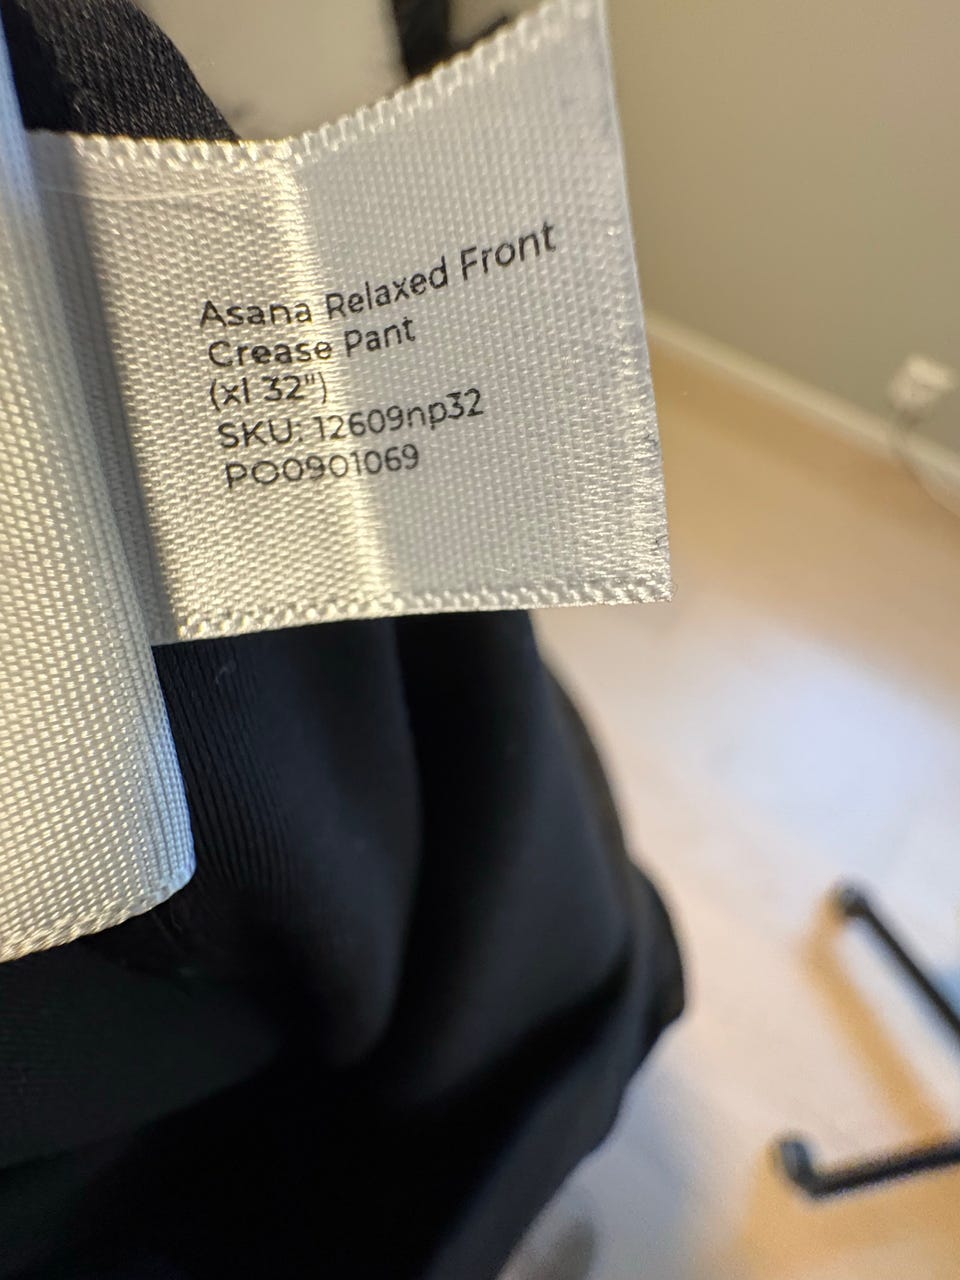 Asana Relaxed Front
Crease Pant
(xl 32")
SKU: 12609np32
PO0901069